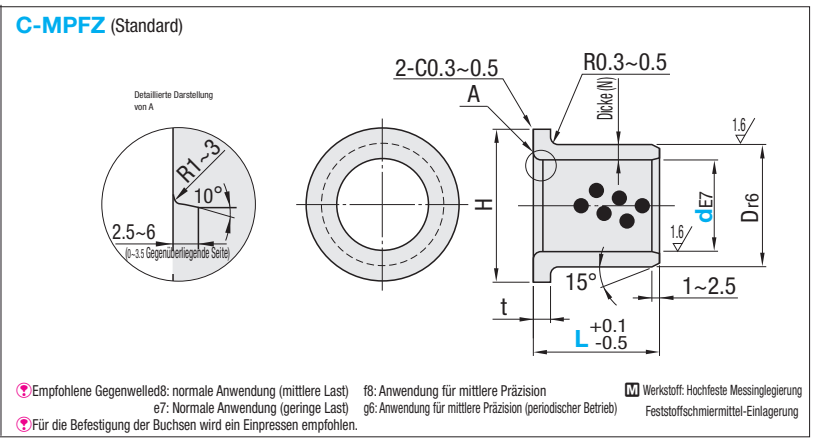 C-MPFZ (Standard)
Detaillierte Darstellung
von A
R1~3
10°
2.5~6
(0~3.5 Gegenüberliegende Seite)
2-C0.3~0.5
R0.3~0.5
A
Dicke (N)
1.6
H
dE7
Dr6
1.6
15°
1~2.5
t
L +0.1 -0.5
Empfohlene Gegenwelled8: normale Anwendung (mittlere Last) f8: Anwendung für mittlere Präzision
e7: Normale Anwendung (geringe Last) g6: Anwendung für mittlere Präzision (periodischer Betrieb)
Für die Befestigung der Buchsen wird ein Einpressen empfohlen.
M Werkstoff: Hochfeste Messinglegierung
Feststoffschmiermittel-Einlagerung